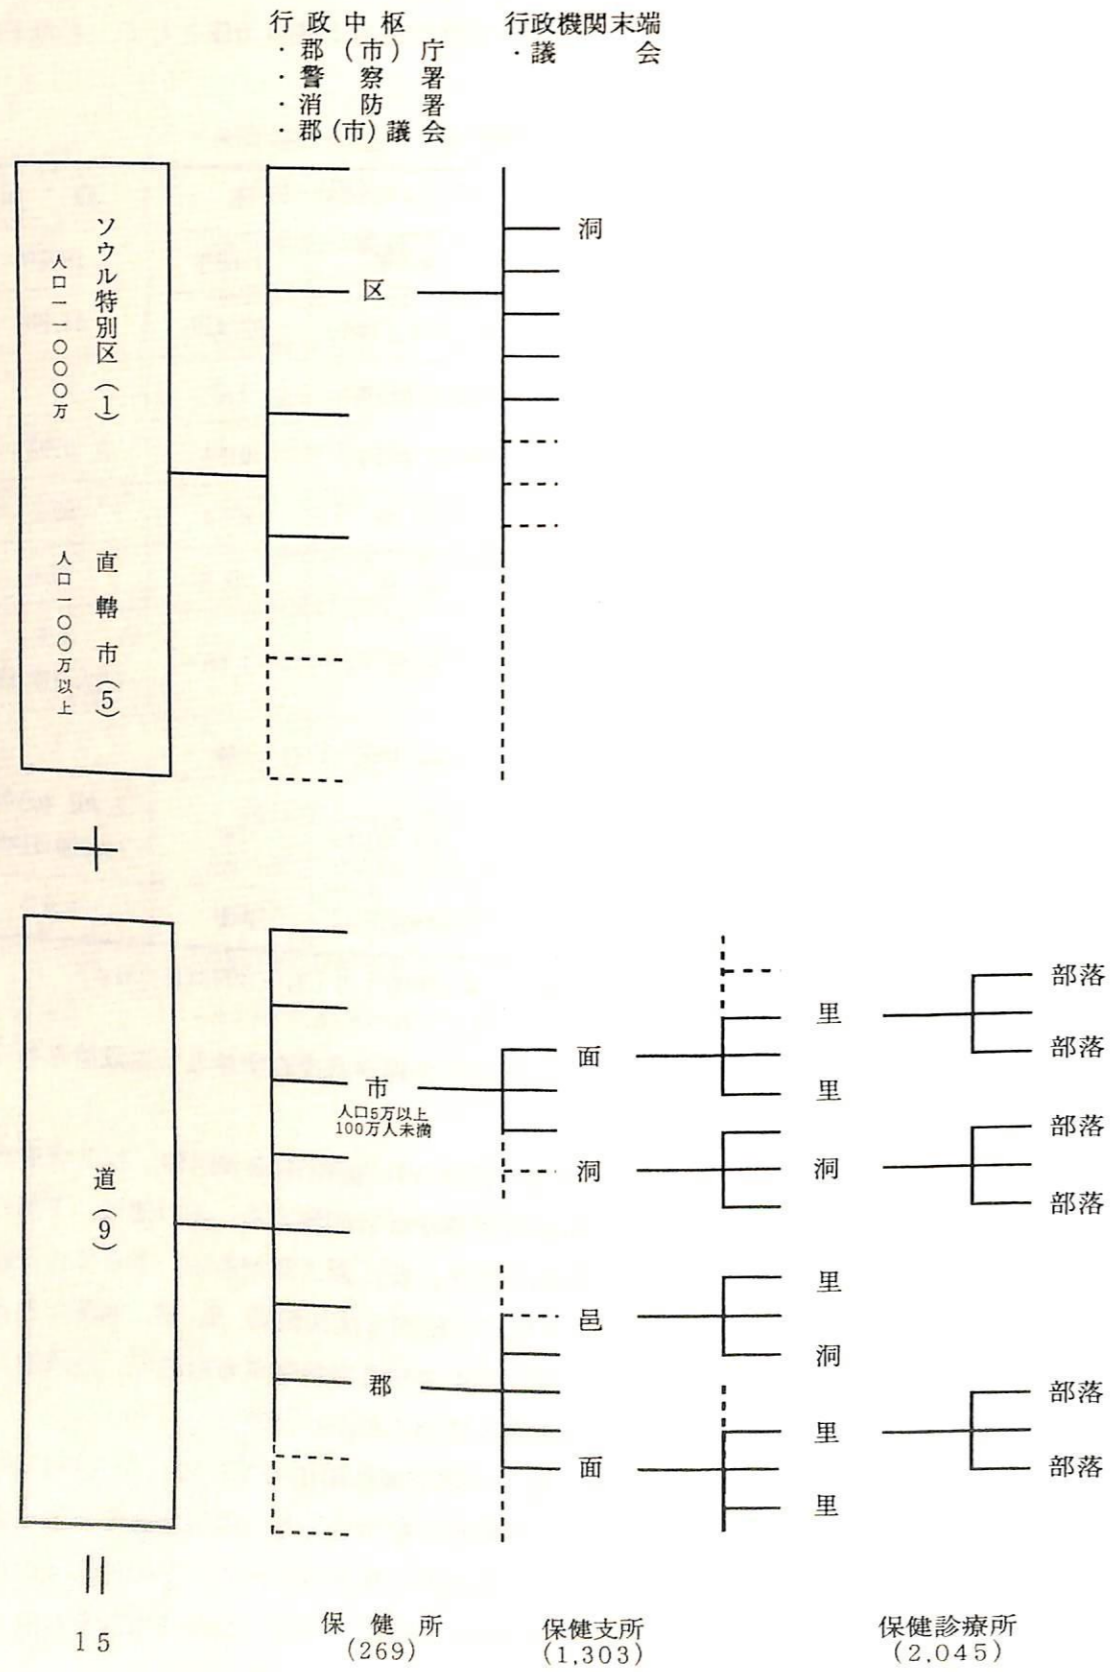 行政中枢
・郡(市)庁
・警察署
・消防署
・郡(市)議会
行政機関末端
・議会
ソウル特別区(1)
人口一一〇〇〇万
直轄市(5)
人口一〇〇万以上
洞
区
+
道(9)
市
人口5万以上
100万人未満
郡
面
洞
邑
面
里
里
洞
里
洞
里
里
部落
部落
部落
部落
部落
部落
||
15
保健所
(269)
保健支所
(1,303)
保健診療所
(2,045)